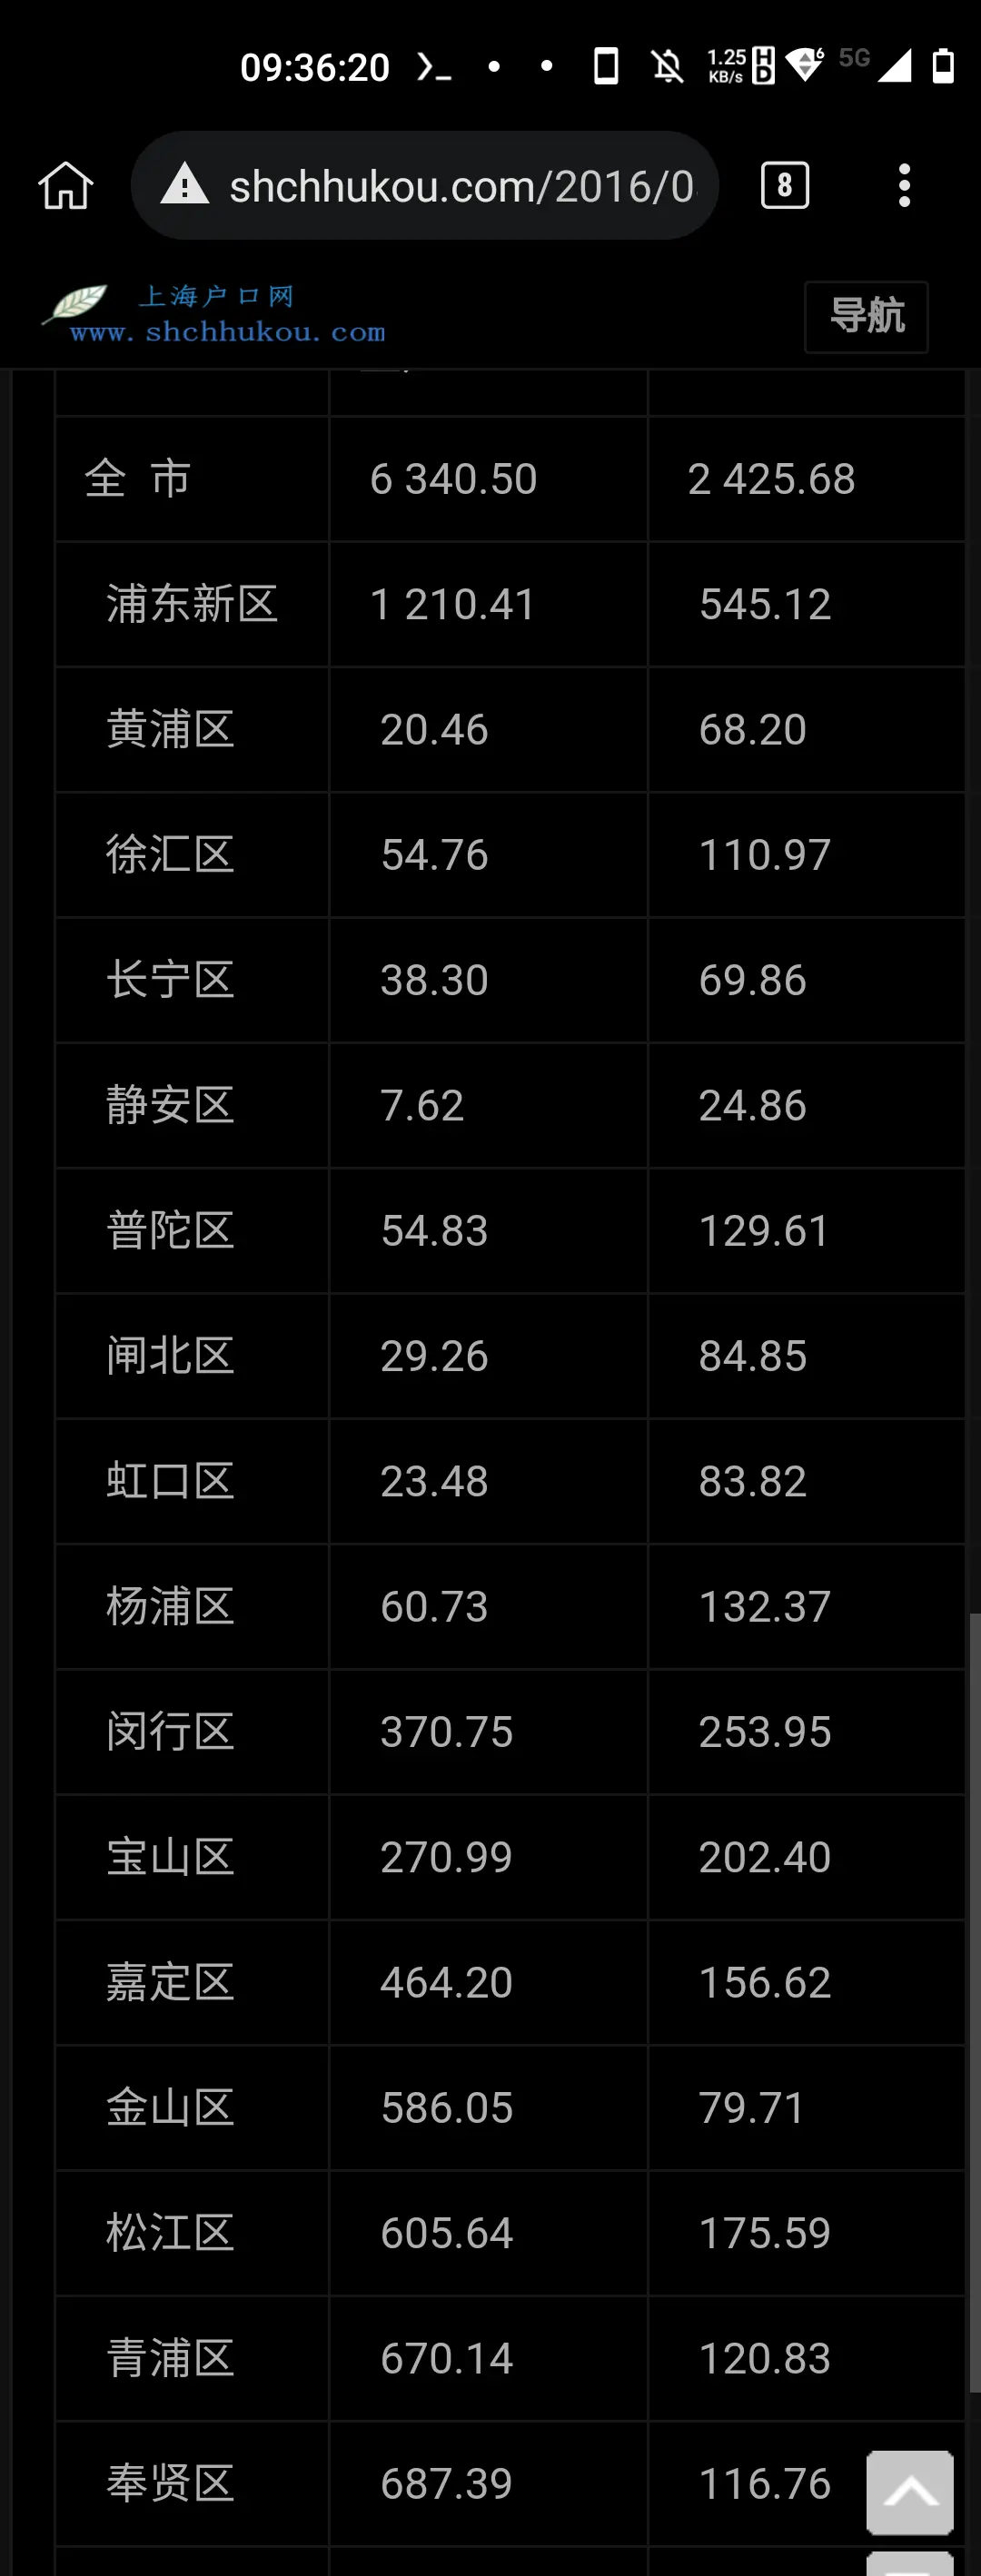 09:36:20 1.25 KB/s HD 6 5G
shchhukou.com/2016/0
8
上海户口网
www.shchhukou.com
导航
全 市 6 340.50 2 425.68
浦东新区 1 210.41 545.12
黄浦区 20.46 68.20
徐汇区 54.76 110.97
长宁区 38.30 69.86
静安区 7.62 24.86
普陀区 54.83 129.61
闸北区 29.26 84.85
虹口区 23.48 83.82
杨浦区 60.73 132.37
闵行区 370.75 253.95
宝山区 270.99 202.40
嘉定区 464.20 156.62
金山区 586.05 79.71
松江区 605.64 175.59
青浦区 670.14 120.83
奉贤区 687.39 116.76